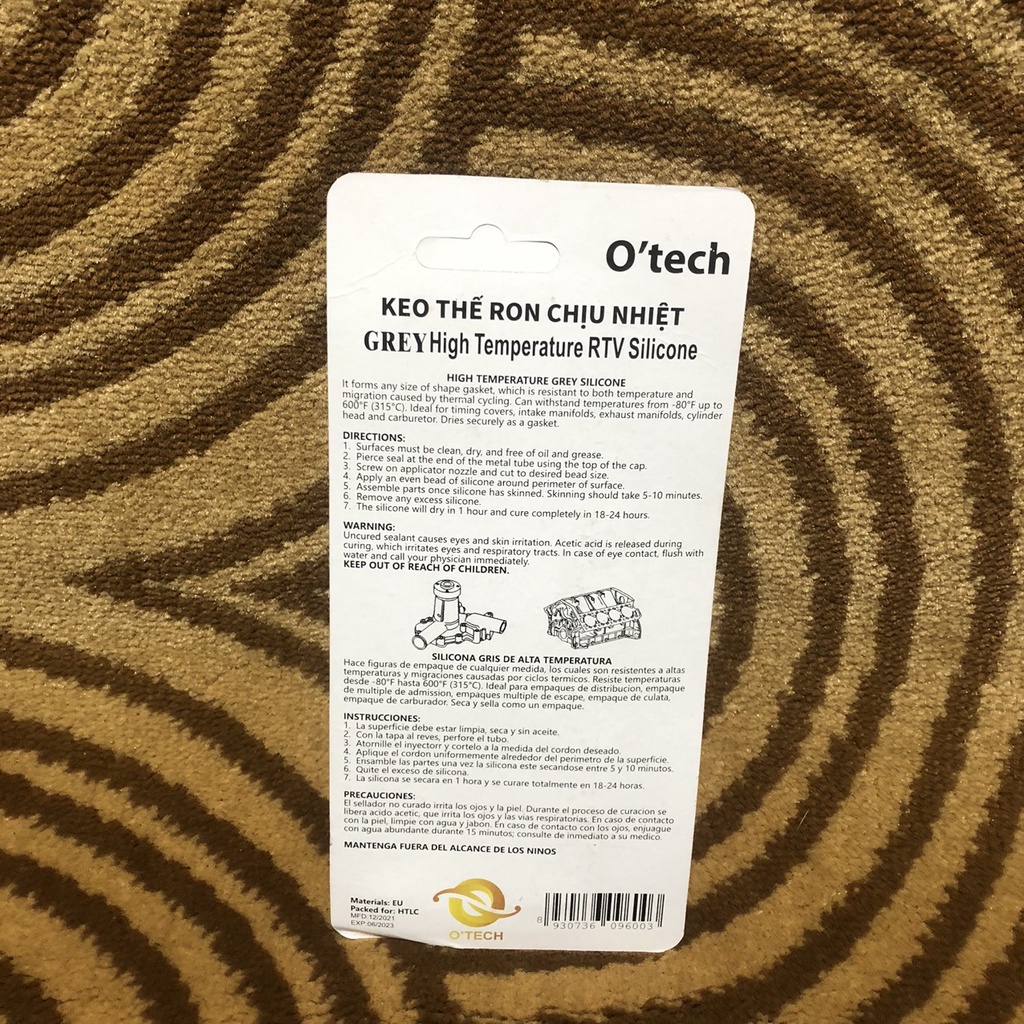 O'tech
KEO THẾ RON CHỊU NHIỆT
GREY High Temperature RTV Silicone
HIGH TEMPERATURE GREY SILICONE
It forms any size of shape gasket, which is resistant to both temperature and
migration caused by thermal cycling. Can withstand temperatures from -80°F up to
600°F (315°C). Ideal for timing covers, intake manifolds, exhaust manifolds, cylinder
head and carburetor. Dries securely as a gasket.
DIRECTIONS:
1. Surfaces must be clean, dry, and free of oil and grease.
2. Pierce seal at the end of the metal tube using the top of the cap.
3. Screw on applicator nozzle and cut to desired bead size.
4. Apply an even bead of silicone around perimeter of surface.
5. Assemble parts once silicone has skinned. Skinning should take 5-10 minutes.
6. Remove any excess silicone.
7. The silicone will dry in 1 hour and cure completely in 18-24 hours.
WARNING:
Uncured sealant causes eyes and skin irritation. Acetic acid is released during
curing, which irritates eyes and respiratory tracts. In case of eye contact, flush with
water and call your physician immediately.
KEEP OUT OF REACH OF CHILDREN.
SILICONA GRIS DE ALTA TEMPERATURA
Hace figuras de empaque de cualquier medida, los cuales son resistentes a altas
temperaturas y migraciones causadas por ciclos termicos. Resiste temperaturas
desde -80°F hasta 600°F (315°C). Ideal para empaques de distribucion, empaque
de multiple de admission, empaques multiple de escape, empaque de culata,
empaque de carburador. Seca y sella como un empaque.
INSTRUCCIONES:
1. La superficie debe estar limpia, seca y sin aceite.
2. Con la tapa al reves, perfore el tubo.
3. Atornille el inyectorr y cortelo a la medida del cordon deseado.
4. Aplique el cordon uniformemente alrededor del perimetro de la superficie.
5. Ensamble las partes una vez la silicona este secandose entre 5 y 10 minutos.
6. Quite el exceso de silicona.
7. La silicona se secara en 1 hora y se curare totalmente en 18-24 horas.
PRECAUCIONES:
El sellador no curado irrita los ojos y la piel. Durante el proceso de curacion se
libera acido acetic, que irrita los ojos y las vias respiratorias. En caso de contacto
con la piel, limpie con agua y jabon. En caso de contacto con los ojos, enjuague
con agua abundante durante 15 minutos; consulte de inmediato a su medico.
MANTENGA FUERA DEL ALCANCE DE LOS NINOS
Materials: EU
Packed for: HTLC
MFD:12/2021
EXP:06/2023
O'TECH
8 930736 096003